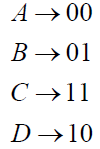 A → 00
B → 01
C → 11
D → 10